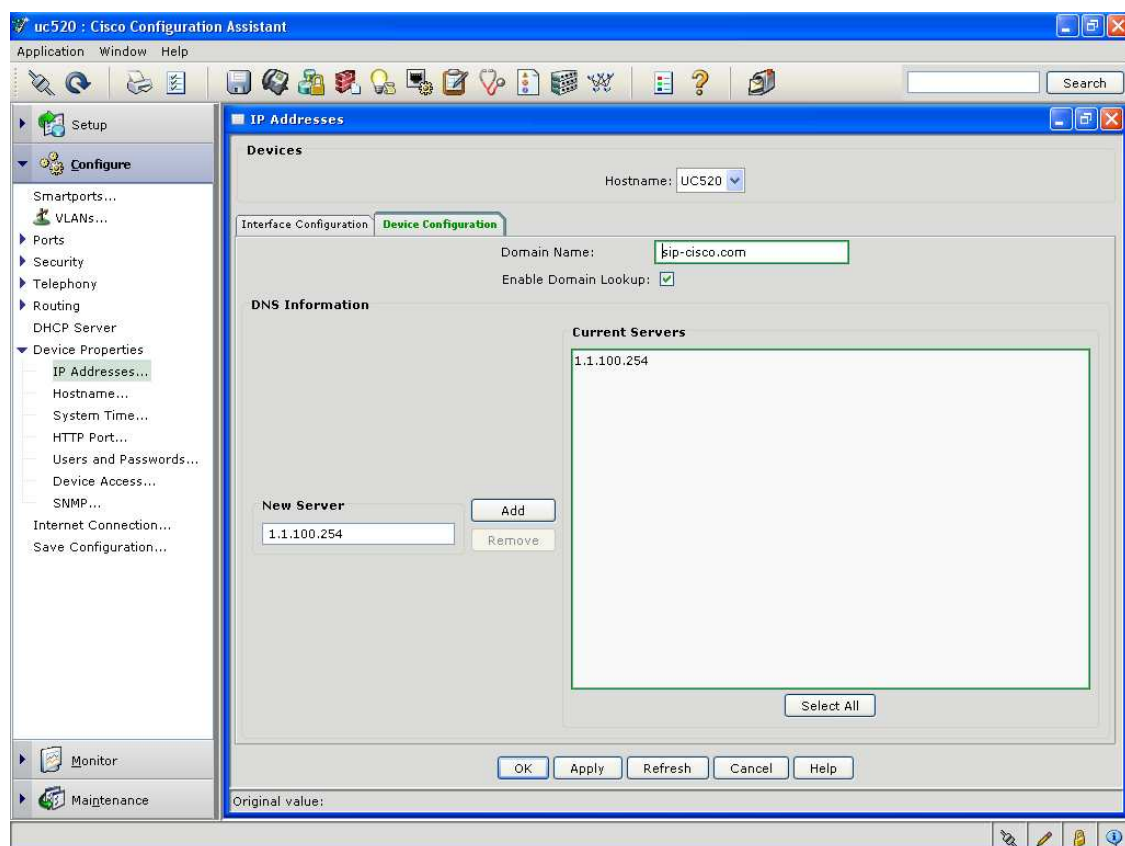 uc520 : Cisco Configuration Assistant
Application Window Help
Search
Setup
Configure
Smartports...
VLANs...
Ports
Security
Telephony
Routing
DHCP Server
Device Properties
IP Addresses...
Hostname...
System Time...
HTTP Port...
Users and Passwords...
Device Access...
SNMP...
Internet Connection...
Save Configuration...
Monitor
Maintenance
IP Addresses
Devices
Hostname: UC520
Interface Configuration Device Configuration
Domain Name: sip-cisco.com
Enable Domain Lookup:
DNS Information
Current Servers
1.1.100.254
New Server
1.1.100.254
Add
Remove
Select All
OK Apply Refresh Cancel Help
Original value: